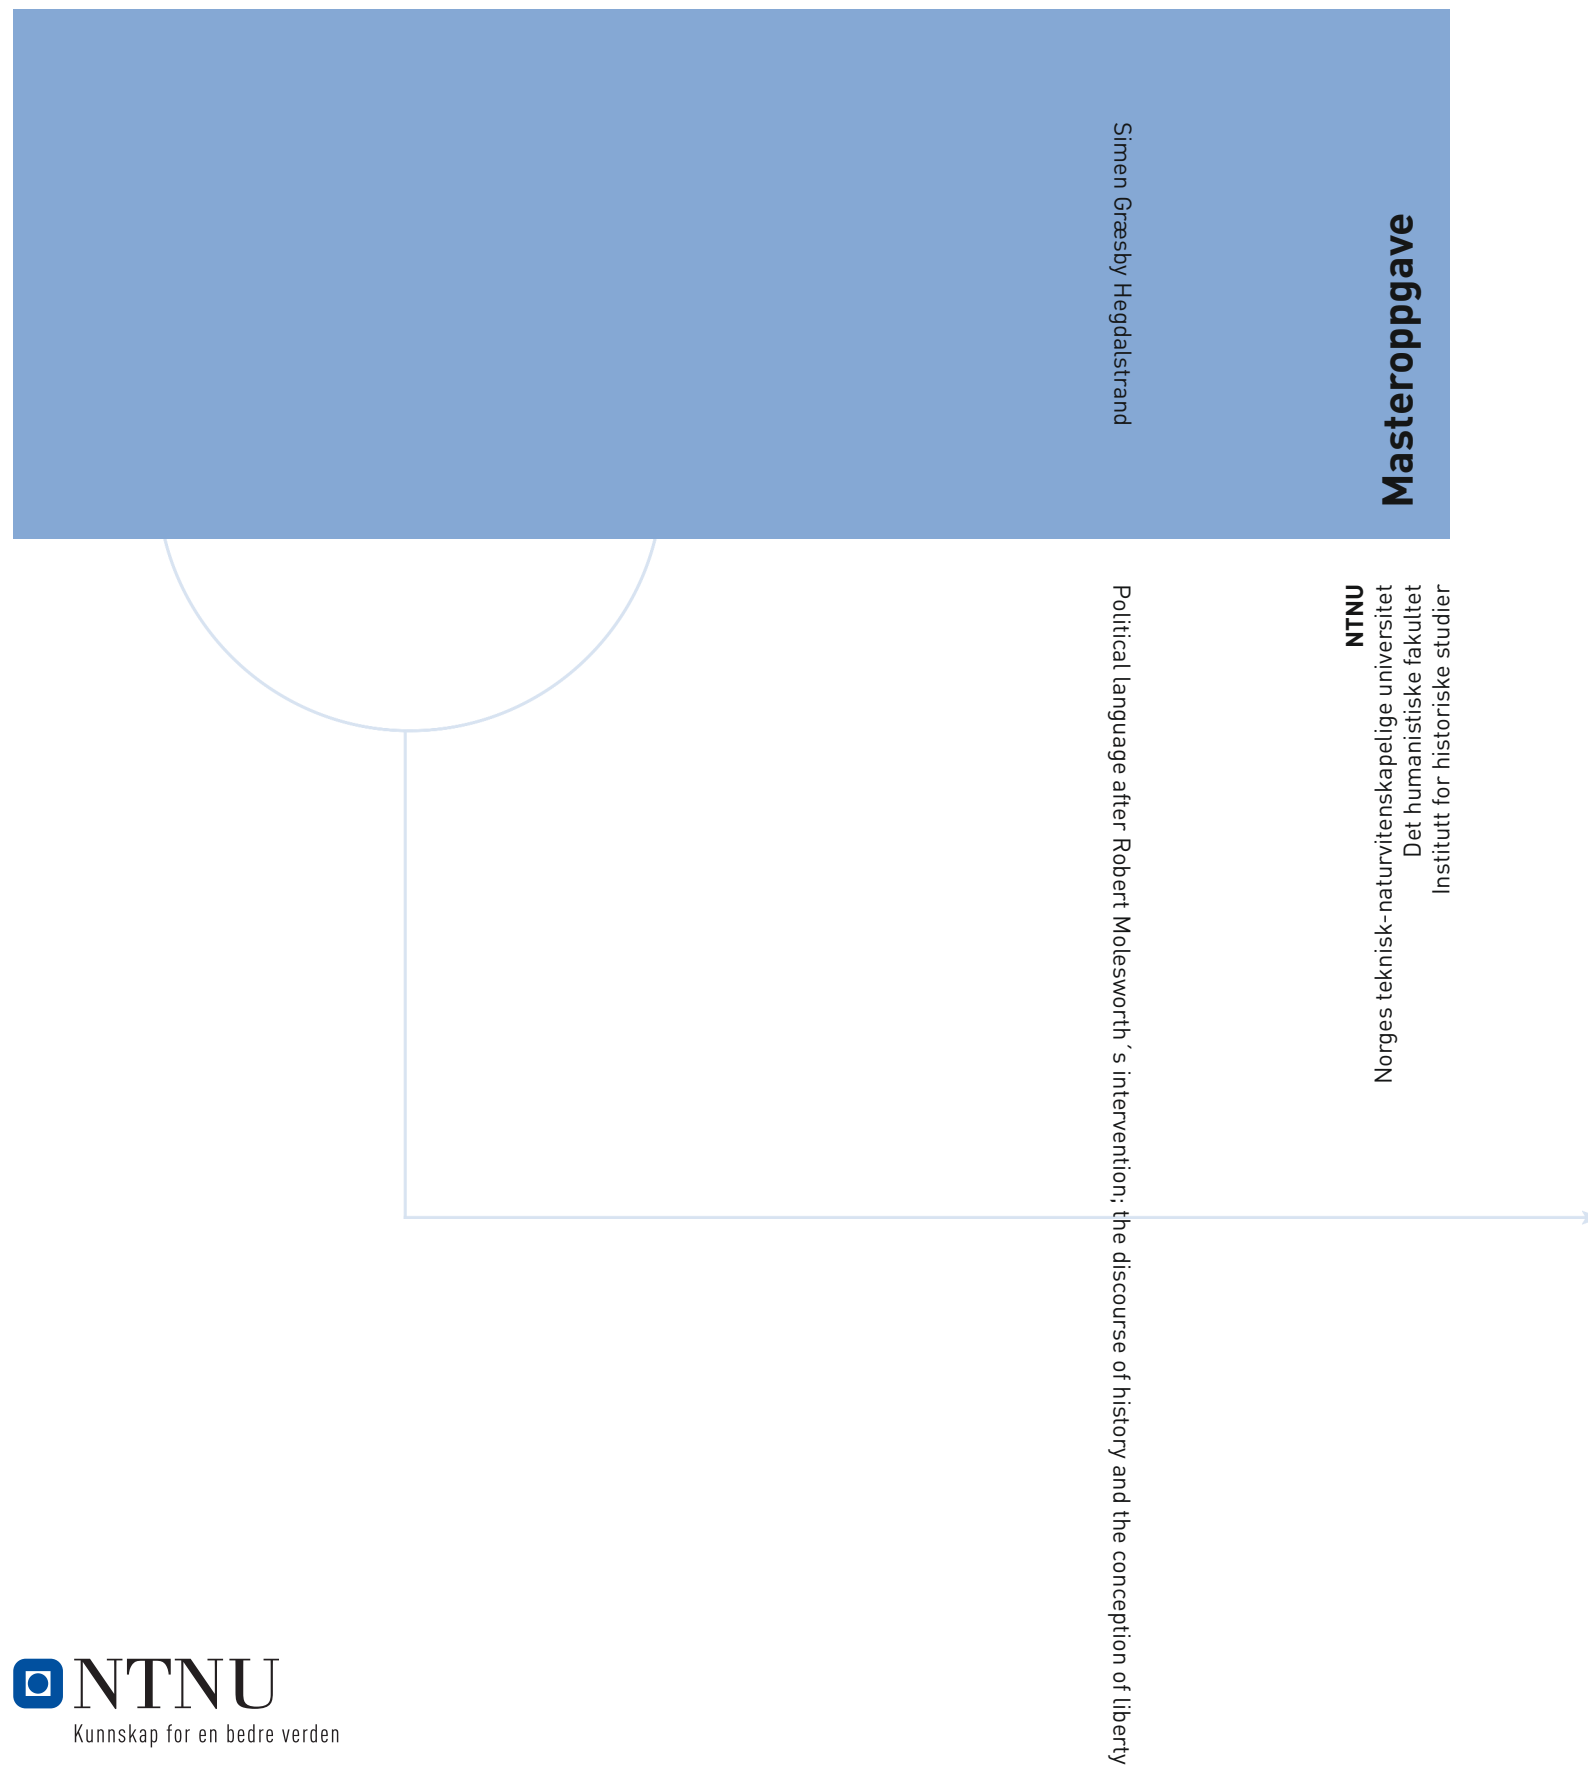 Masteroppgave
NTNU
Norges teknisk-naturvitenskapelige universitet
Det humanistiske fakultet
Institutt for historiske studier
Simen Græsby Hegdalstrand
Political language after Robert Molesworth´s intervention; the discourse of history and the conception of liberty
NTNU
Kunnskap for en bedre verden